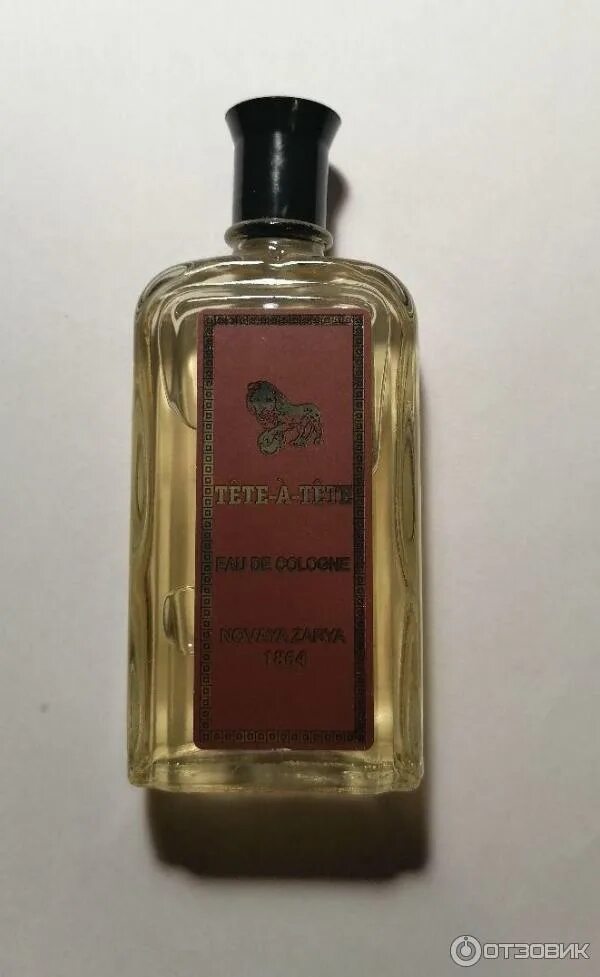 TÊTE-À-TÊTE
EAU DE COLOGNE
NOVAYA ZARYA
1864
ОТЗОВИК